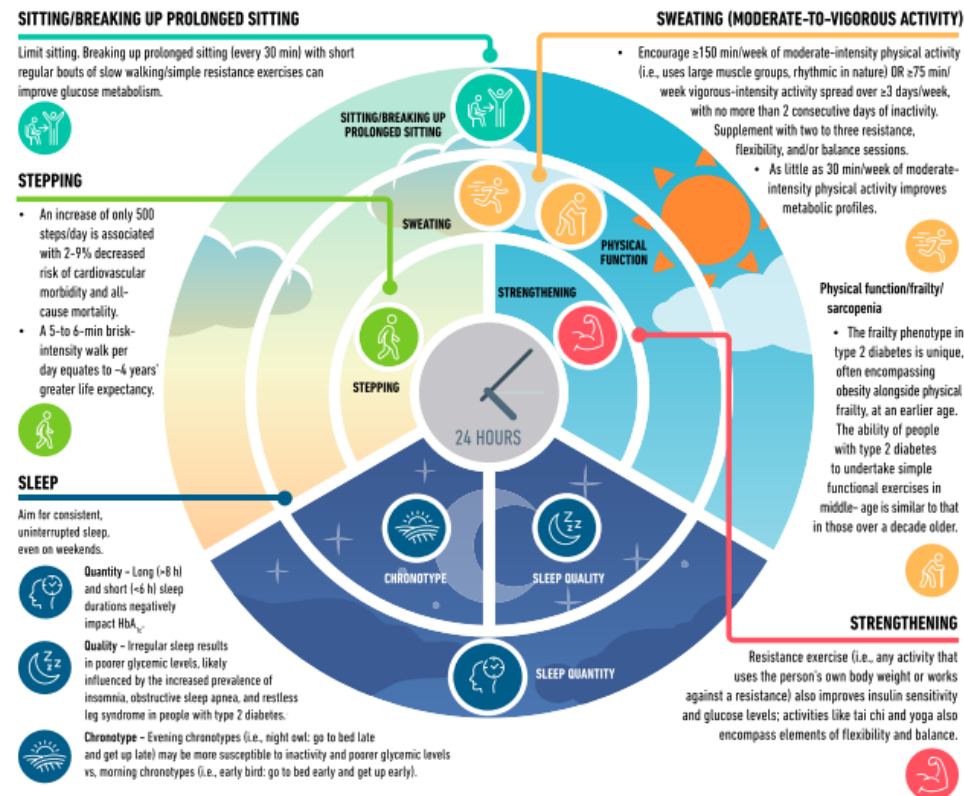 SITTING/BREAKING UP PROLONGED SITTING
Limit sitting. Breaking up prolonged sitting (every 30 min) with short
regular bouts of slow walking/simple resistance exercises can
improve glucose metabolism.
STEPPING
• An increase of only 500
steps/day is associated
with 2-9% decreased
risk of cardiovascular
morbidity and all-
cause mortality.
• A 5-to 6-min brisk-
intensity walk per
day equates to ~4 years'
greater life expectancy.
SLEEP
Aim for consistent,
uninterrupted sleep,
even on weekends.
Quantity – Long (>8 h)
and short (<6 h) sleep
durations negatively
impact HbA1c.
Quality – Irregular sleep results
in poorer glycemic levels, likely
influenced by the increased prevalence of
insomnia, obstructive sleep apnea, and restless
leg syndrome in people with type 2 diabetes.
Chronotype – Evening chronotypes (i.e., night owl: go to bed late
and get up late) may be more susceptible to inactivity and poorer glycemic levels
vs, morning chronotypes (i.e., early bird: go to bed early and get up early).
SITTING/BREAKING UP
PROLONGED SITTING
SWEATING
PHYSICAL
FUNCTION
STRENGTHENING
STEPPING
24 HOURS
CHRONOTYPE
SLEEP QUALITY
Z Z Z Z
SLEEP QUANTITY
SWEATING (MODERATE-TO-VIGOROUS ACTIVITY)
• Encourage ≥150 min/week of moderate-intensity physical activity
(i.e., uses large muscle groups, rhythmic in nature) OR ≥75 min/
week vigorous-intensity activity spread over ≥3 days/week,
with no more than 2 consecutive days of inactivity.
Supplement with two to three resistance,
flexibility, and/or balance sessions.
• As little as 30 min/week of moderate-
intensity physical activity improves
metabolic profiles.
Physical function/frailty/
sarcopenia
• The frailty phenotype in
type 2 diabetes is unique,
often encompassing
obesity alongside physical
frailty, at an earlier age.
The ability of people
with type 2 diabetes
to undertake simple
functional exercises in
middle- age is similar to that
in those over a decade older.
STRENGTHENING
Resistance exercise (i.e., any activity that
uses the person's own body weight or works
against a resistance) also improves insulin sensitivity
and glucose levels; activities like tai chi and yoga also
encompass elements of flexibility and balance.